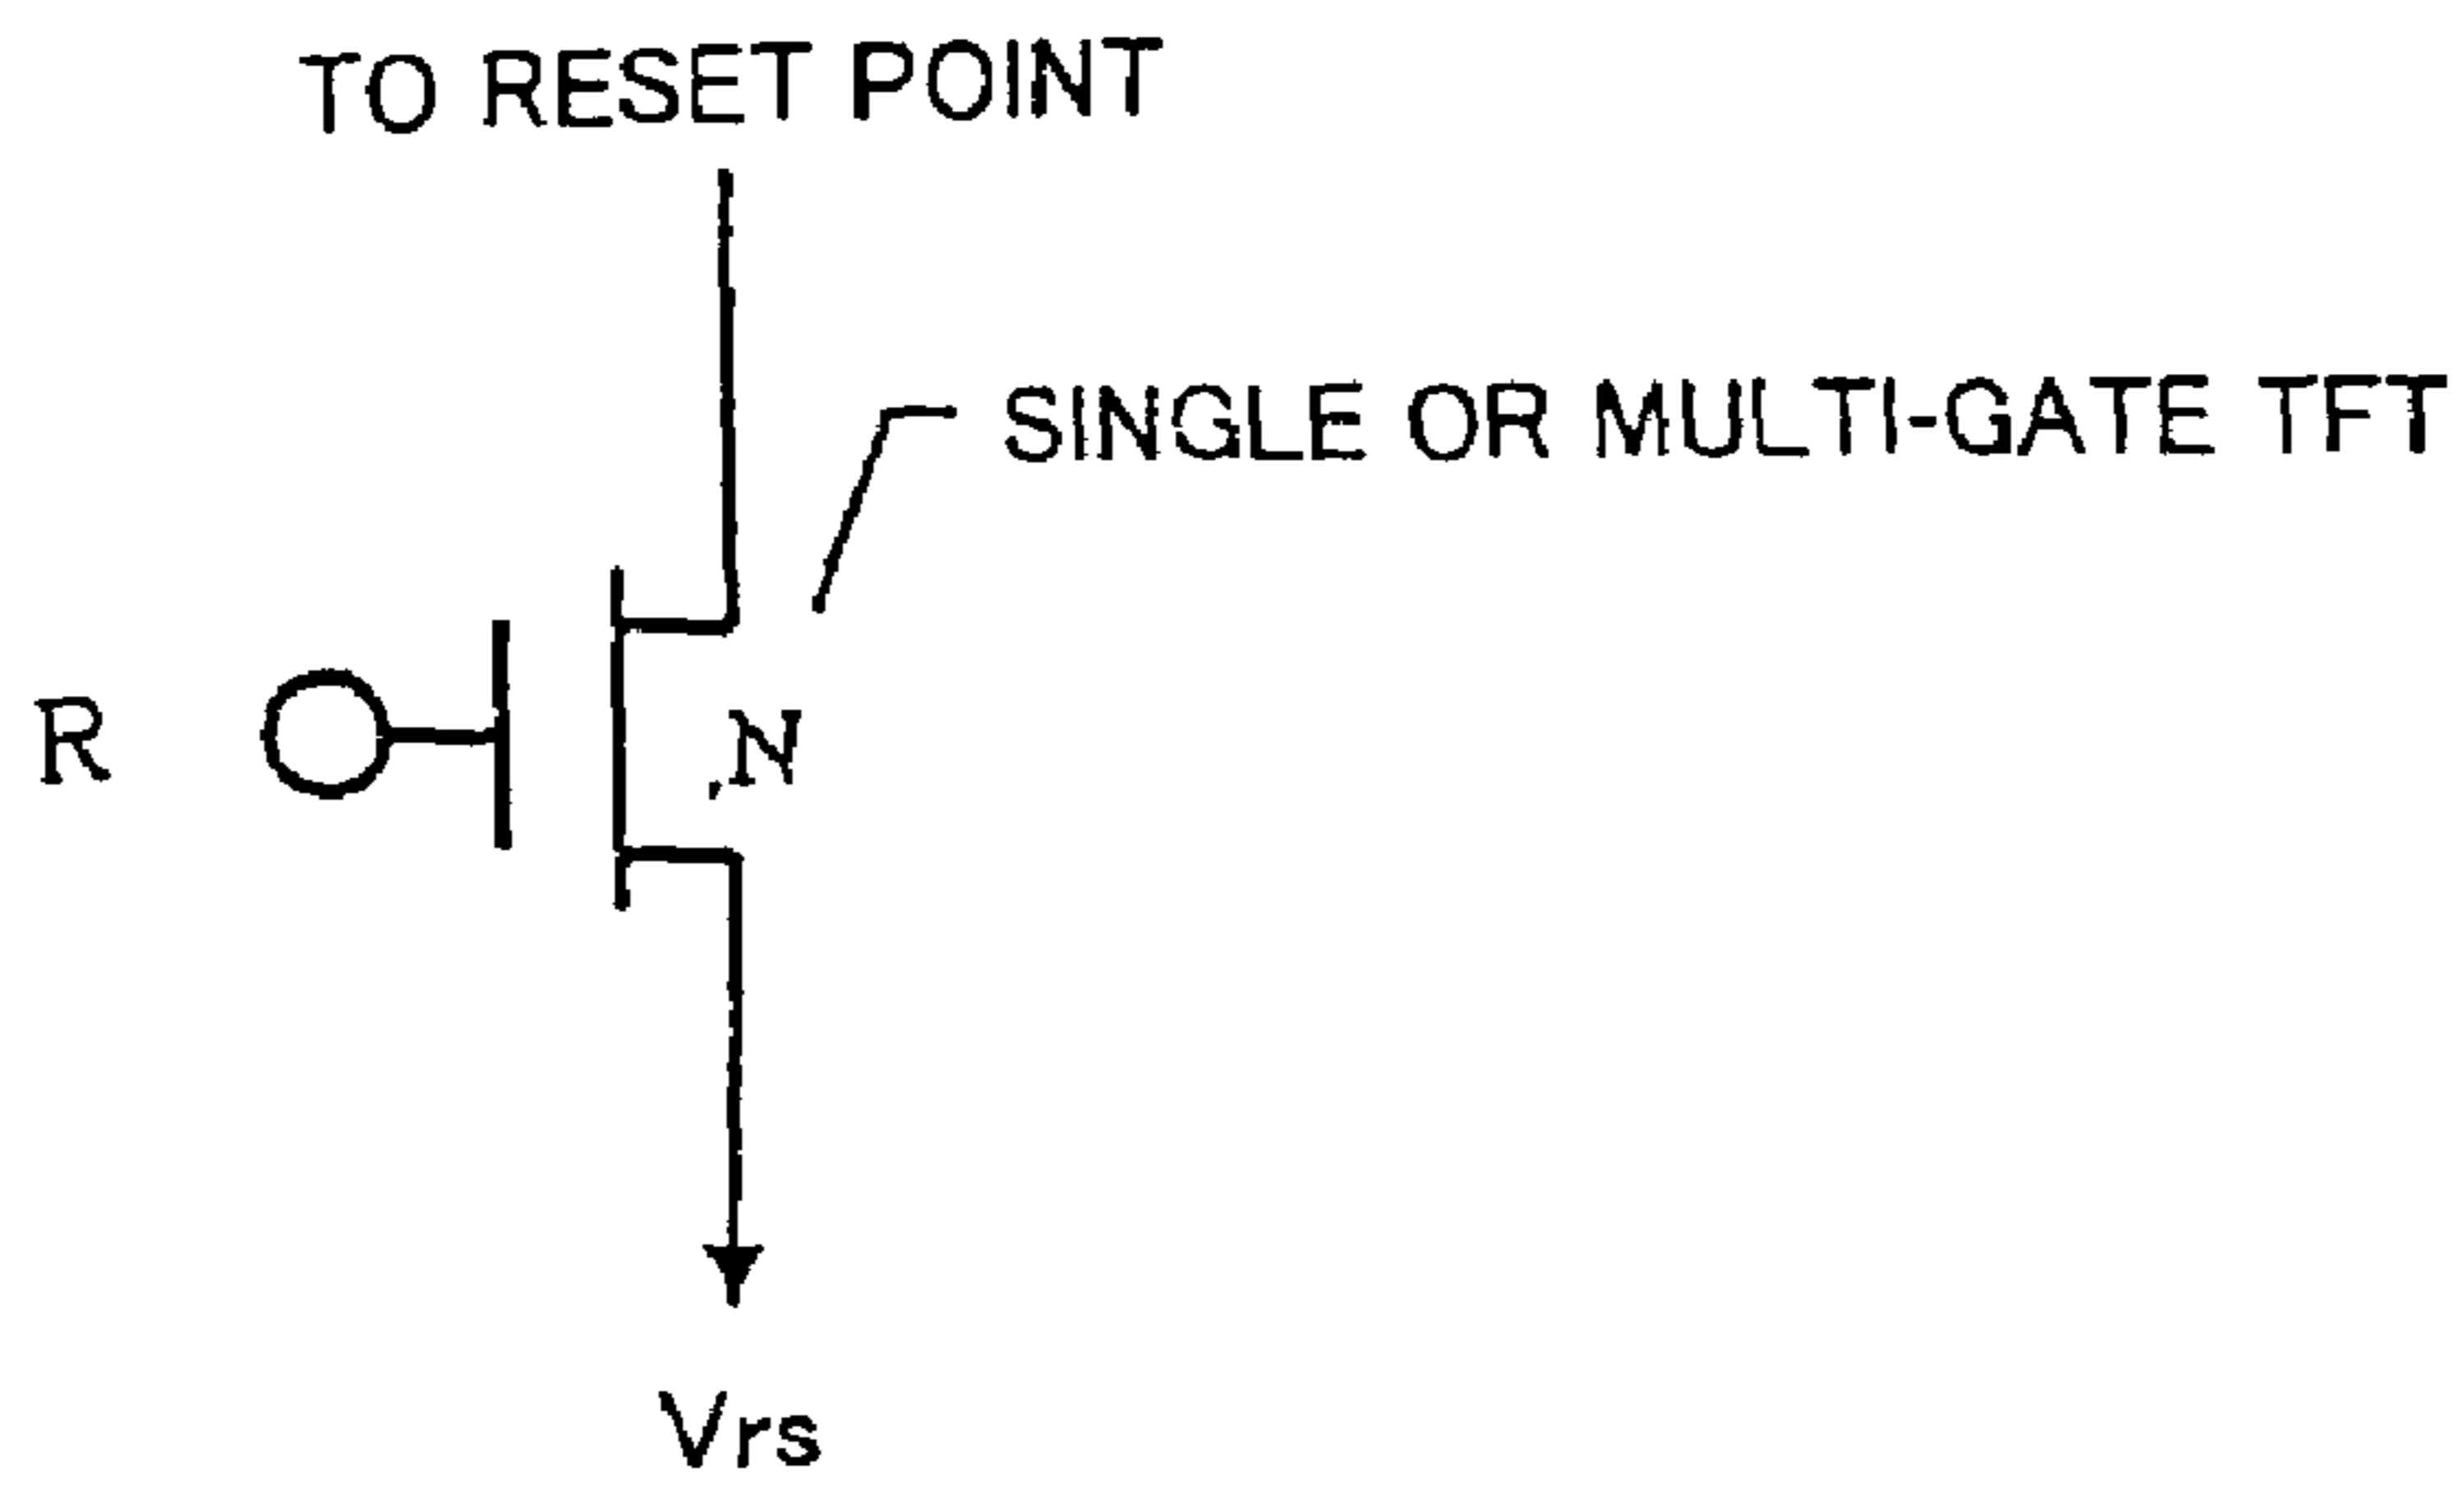 TO RESET POINT
SINGLE OR MULTI-GATE TFT
R
N
Vrs